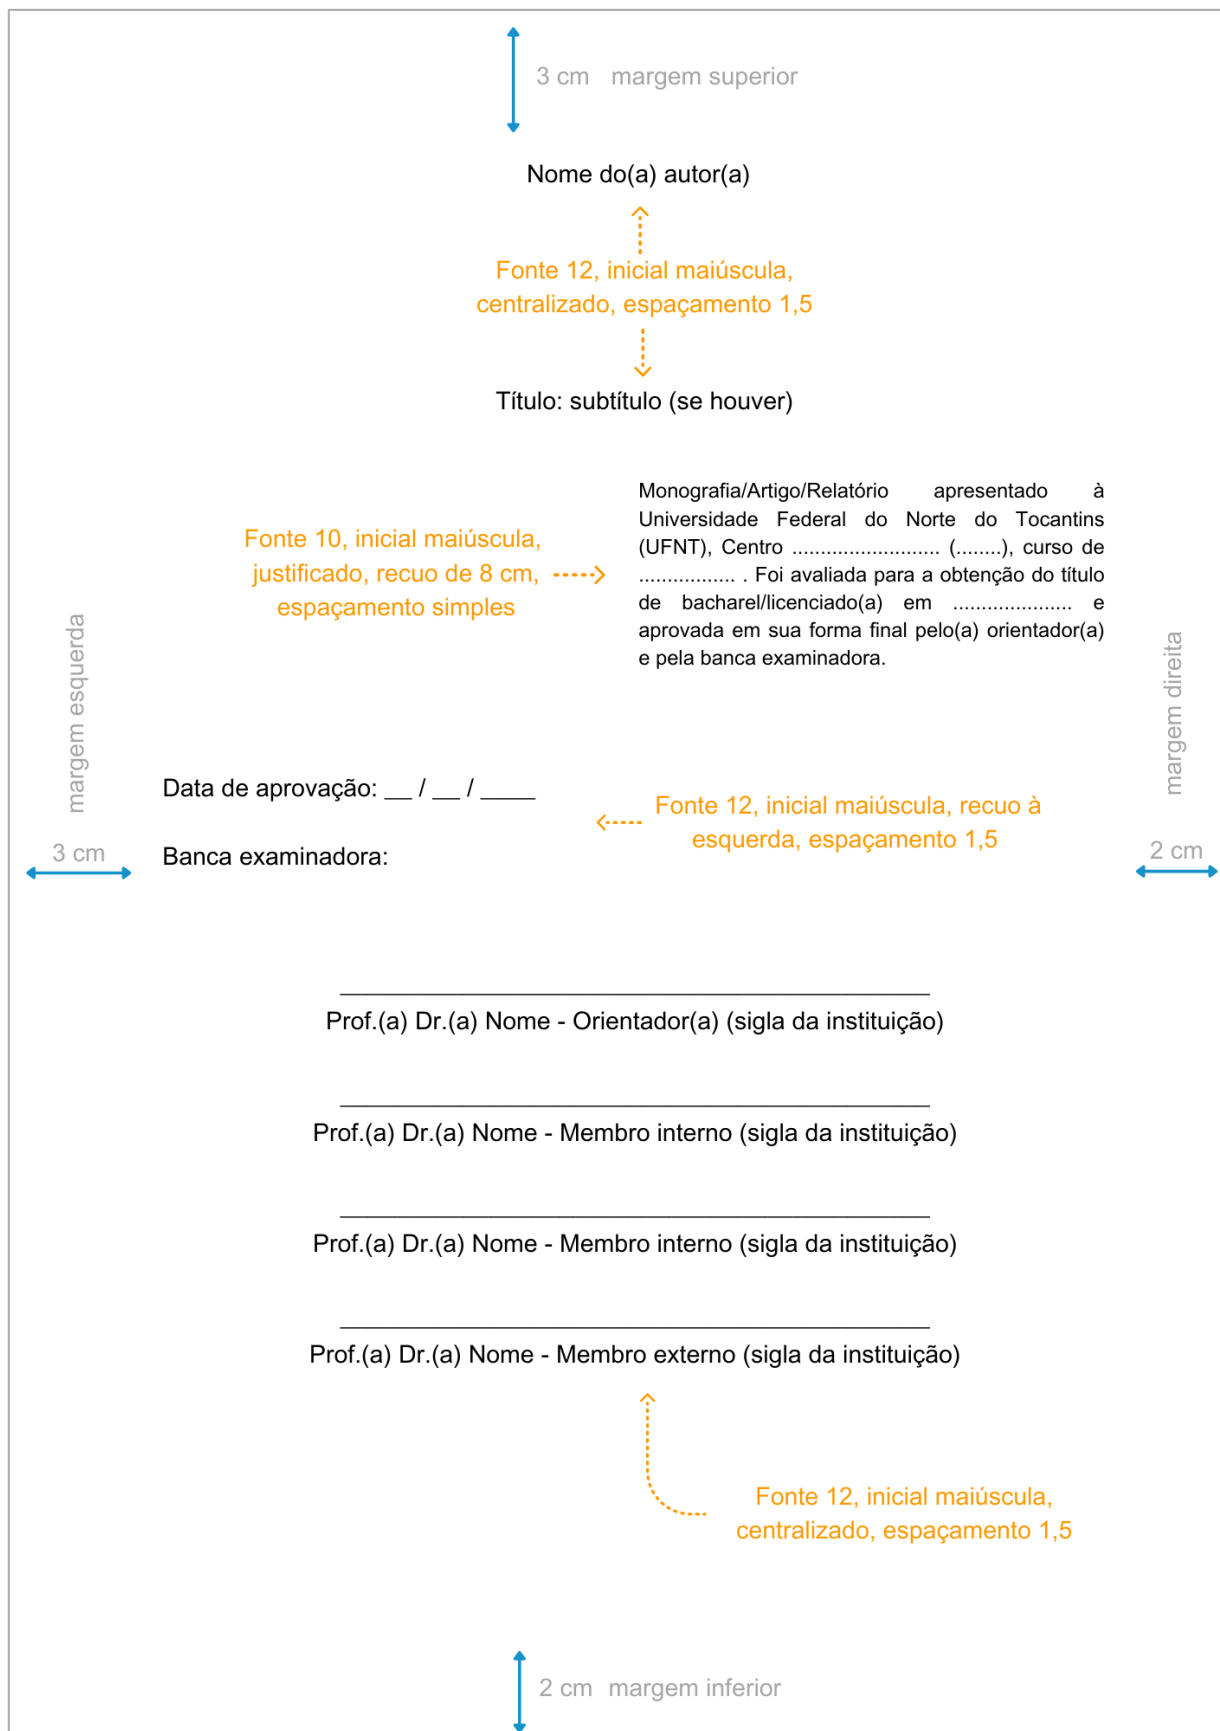 3 cm margem superior
Nome do(a) autor(a)
Fonte 12, inicial maiúscula,
centralizado, espaçamento 1,5
Título: subtítulo (se houver)
Monografia/Artigo/Relatório apresentado à
Universidade Federal do Norte do Tocantins
(UFNT), Centro .......................... (........), curso de
................. . Foi avaliada para a obtenção do título
de bacharel/licenciado(a) em ..................... e
aprovada em sua forma final pelo(a) orientador(a)
e pela banca examinadora.
Fonte 10, inicial maiúscula,
justificado, recuo de 8 cm,
espaçamento simples
margem esquerda
3 cm
margem direita
2 cm
Data de aprovação: __ / __ / ____
Fonte 12, inicial maiúscula, recuo à
esquerda, espaçamento 1,5
Banca examinadora:
Prof.(a) Dr.(a) Nome - Orientador(a) (sigla da instituição)
Prof.(a) Dr.(a) Nome - Membro interno (sigla da instituição)
Prof.(a) Dr.(a) Nome - Membro interno (sigla da instituição)
Prof.(a) Dr.(a) Nome - Membro externo (sigla da instituição)
Fonte 12, inicial maiúscula,
centralizado, espaçamento 1,5
2 cm margem inferior